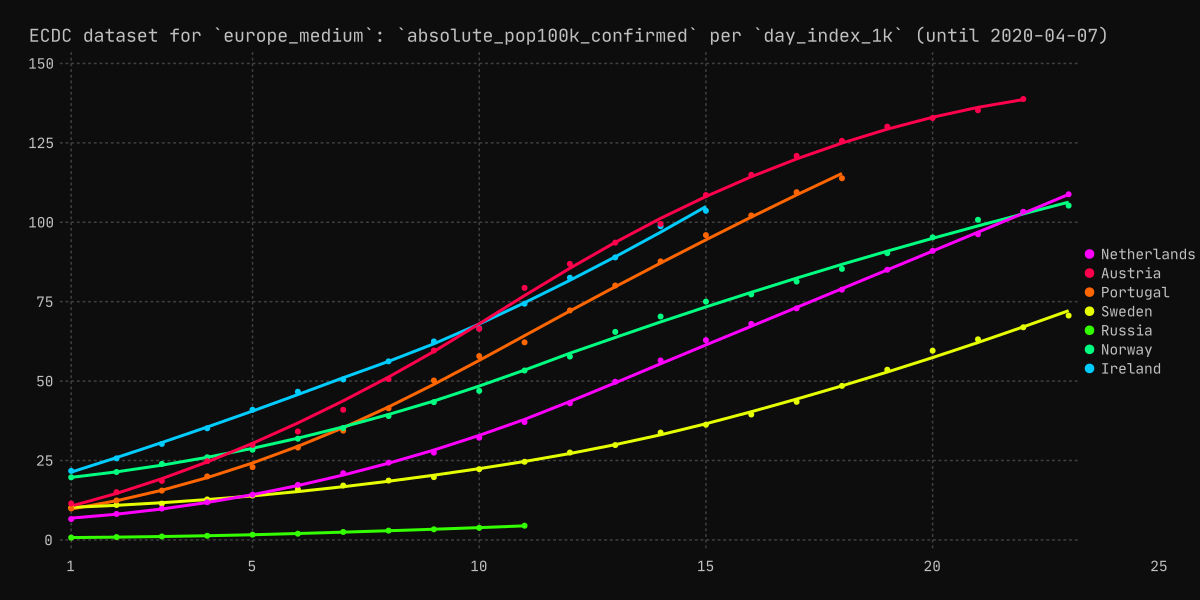 ECDC dataset for `europe_medium`: `absolute_pop100k_confirmed` per `day_index_1k` (until 2020-04-07)
150
125
100
75
50
25
0
1 5 10 15 20 25
Netherlands
Austria
Portugal
Sweden
Russia
Norway
Ireland